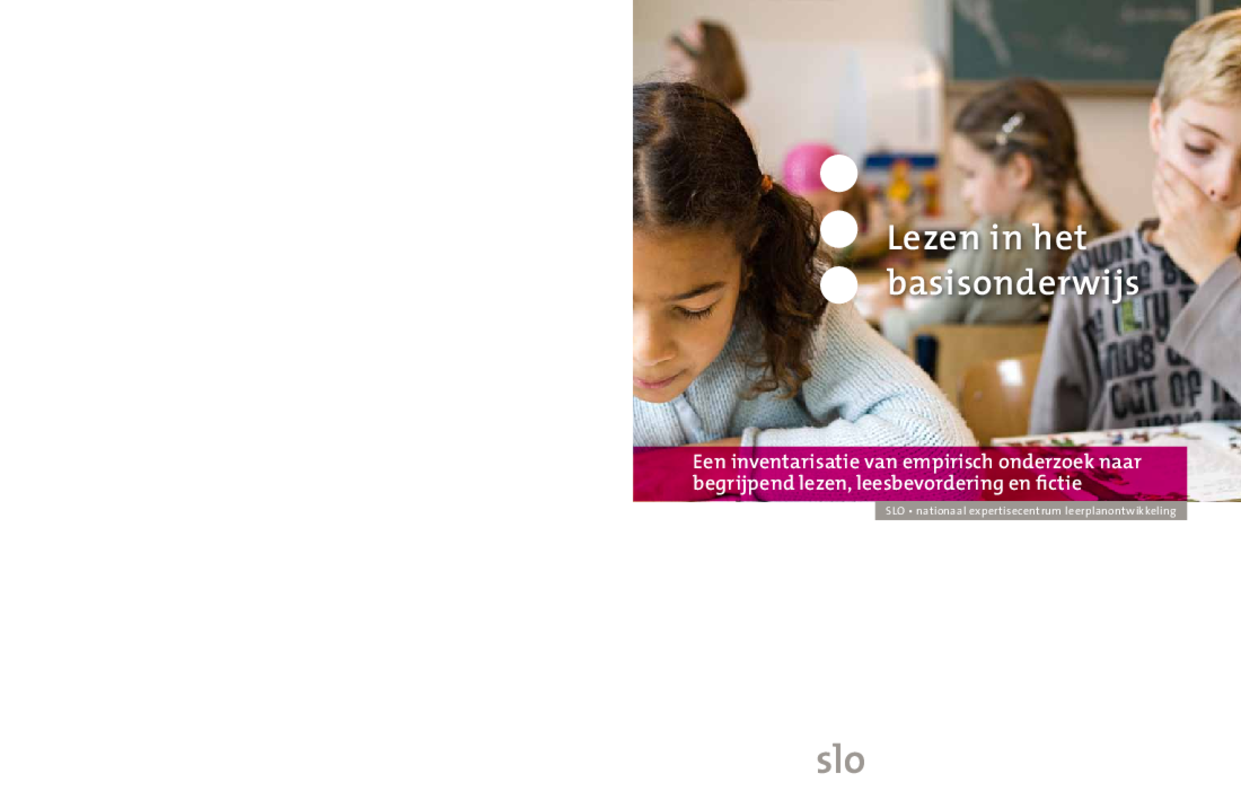 Lezen in het
basisonderwijs
Een inventarisatie van empirisch onderzoek naar
begrijpend lezen, leesbevordering en fictie
SLO • nationaal expertisecentrum leerplanontwikkeling
slo